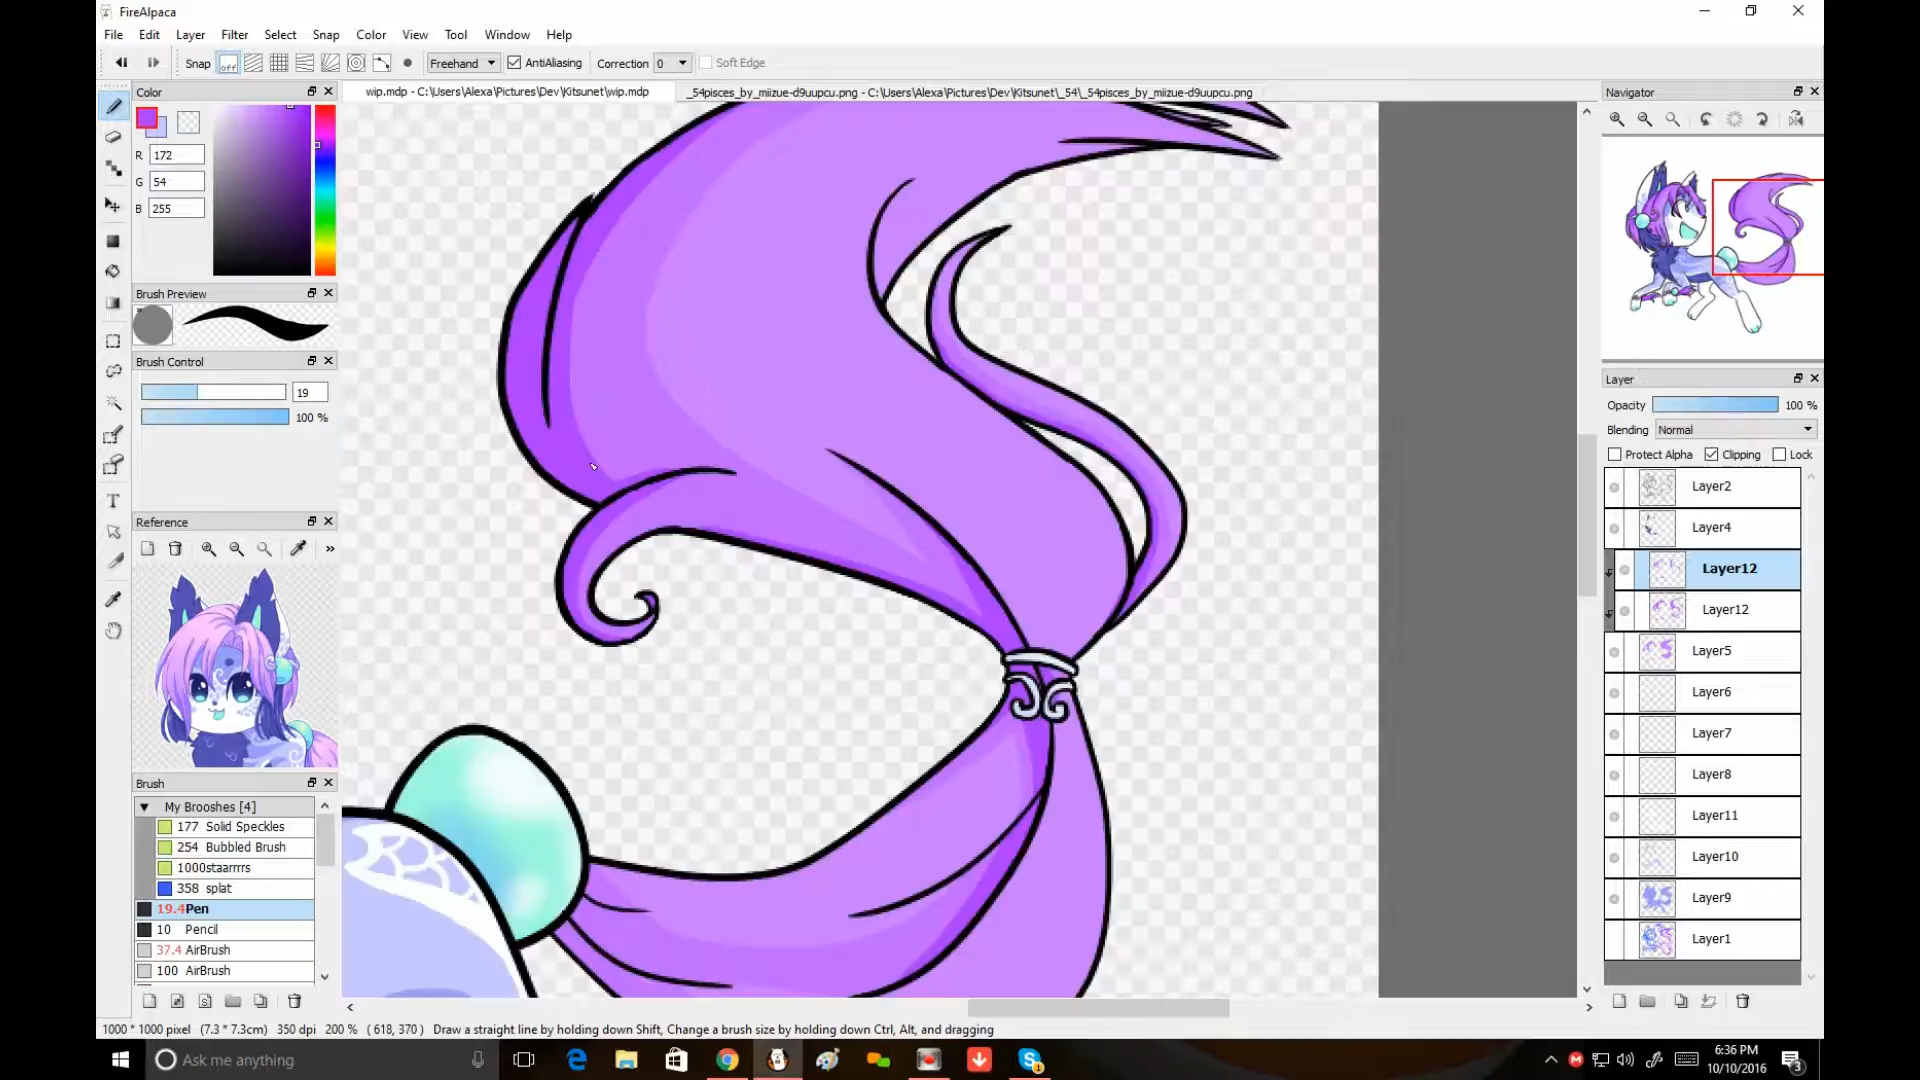 FireAlpaca
File Edit Layer Filter Select Snap Color View Tool Window Help
Snap off Freehand AntiAliasing Correction 0 Soft Edge
Color
wip.mdp - C:\Users\Alexa\Pictures\Dev\Kitsunet\wip.mdp
_54pisces_by_miizue-d9uupcu.png - C:\Users\Alexa\Pictures\Dev\Kitsunet\_54\_54pisces_by_miizue-d9uupcu.png
Navigator
R 172
G 54
B 255
Brush Preview
Brush Control
19
100 %
Reference
Brush
My Brooshes [4]
177 Solid Speckles
254 Bubbled Brush
1000staarrrrs
358 splat
19.4Pen
10 Pencil
37.4 AirBrush
100 AirBrush
Layer
Opacity 100 %
Blending Normal
Protect Alpha Clipping Lock
Layer2
Layer4
Layer12
Layer12
Layer5
Layer6
Layer7
Layer8
Layer11
Layer10
Layer9
Layer1
1000 * 1000 pixel (7.3 * 7.3cm) 350 dpi 200 % ( 618, 370 ) Draw a straight line by holding down Shift, Change a brush size by holding down Ctrl, Alt, and dragging
Ask me anything
6:36 PM
10/10/2016
3
1